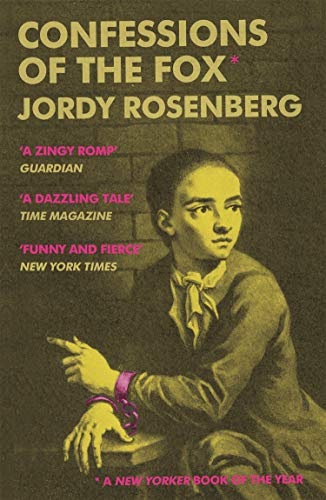 CONFESSIONS
OF THE FOX*
JORDY ROSENBERG
'A ZINGY ROMP'
GUARDIAN
'A DAZZLING TALE'
TIME MAGAZINE
'FUNNY AND FIERCE'
NEW YORK TIMES
* A NEW YORKER BOOK OF THE YEAR